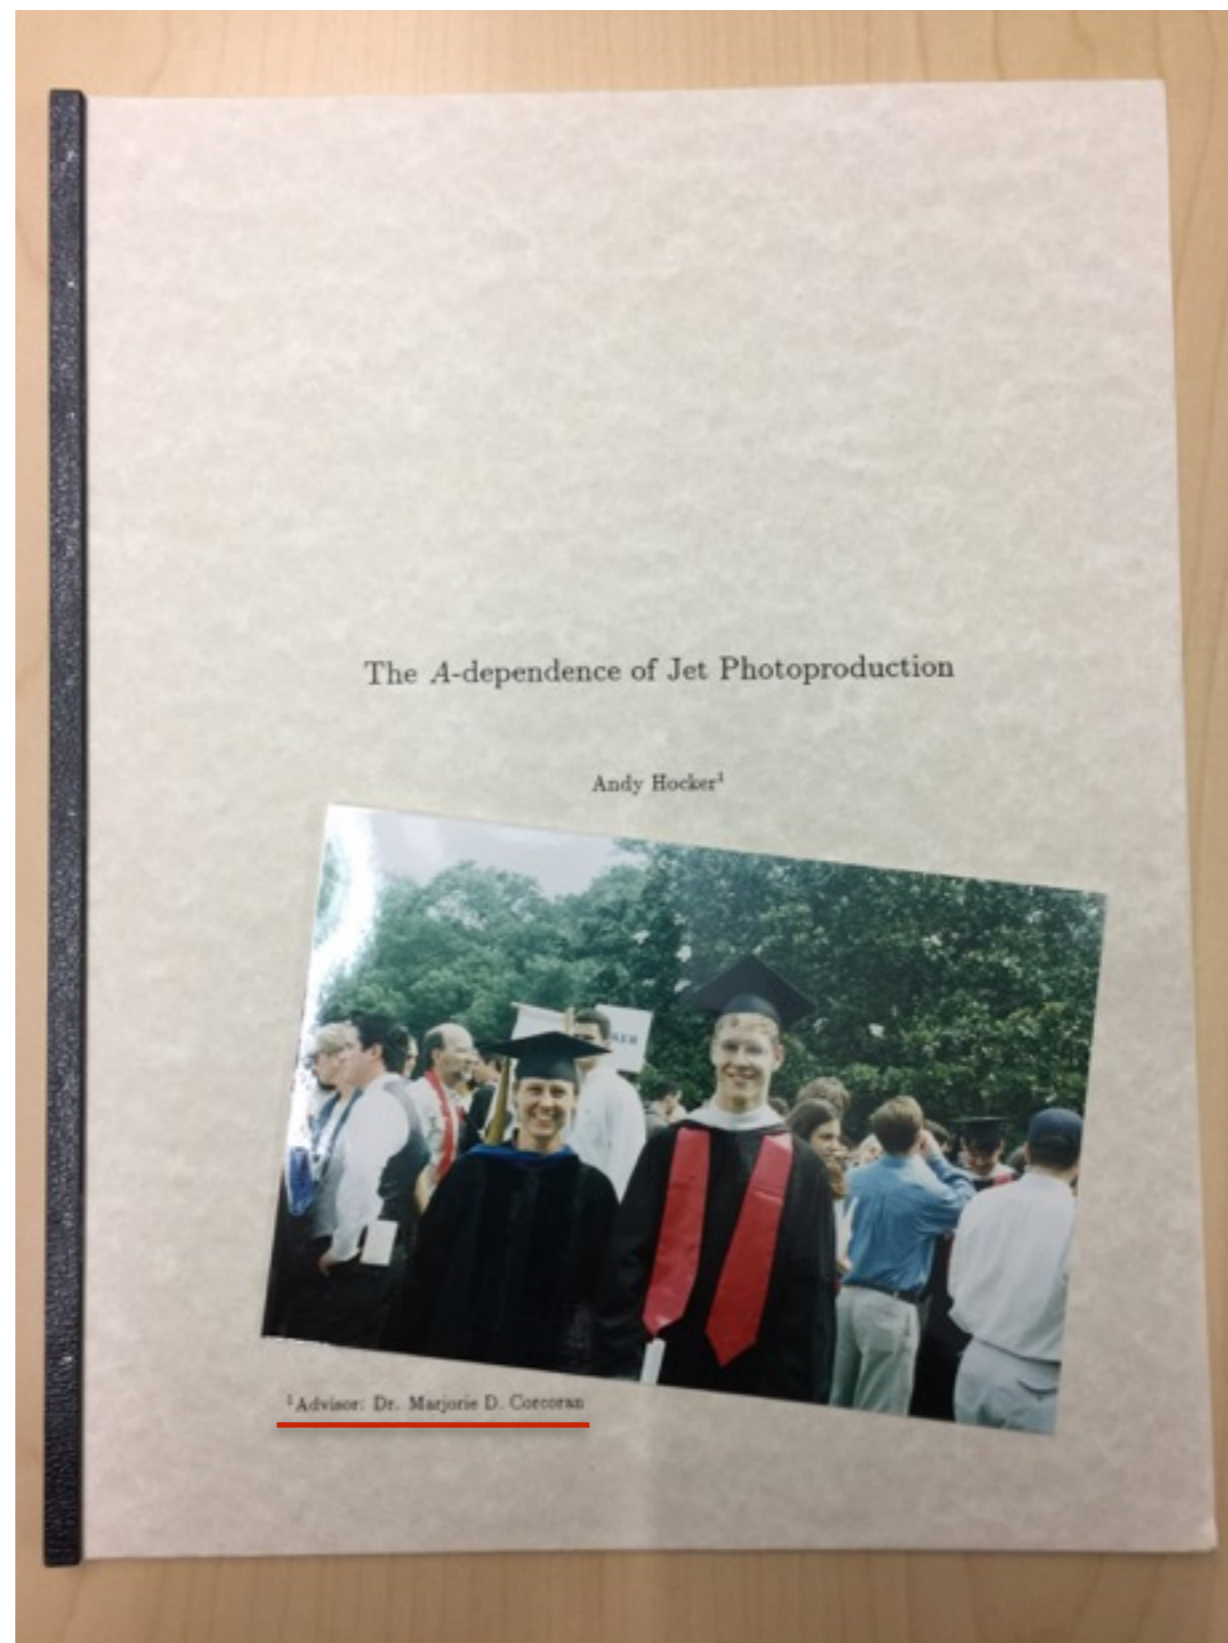 The A-dependence of Jet Photoproduction
Andy Hocker¹
¹Advisor: Dr. Marjorie D. Corcoran